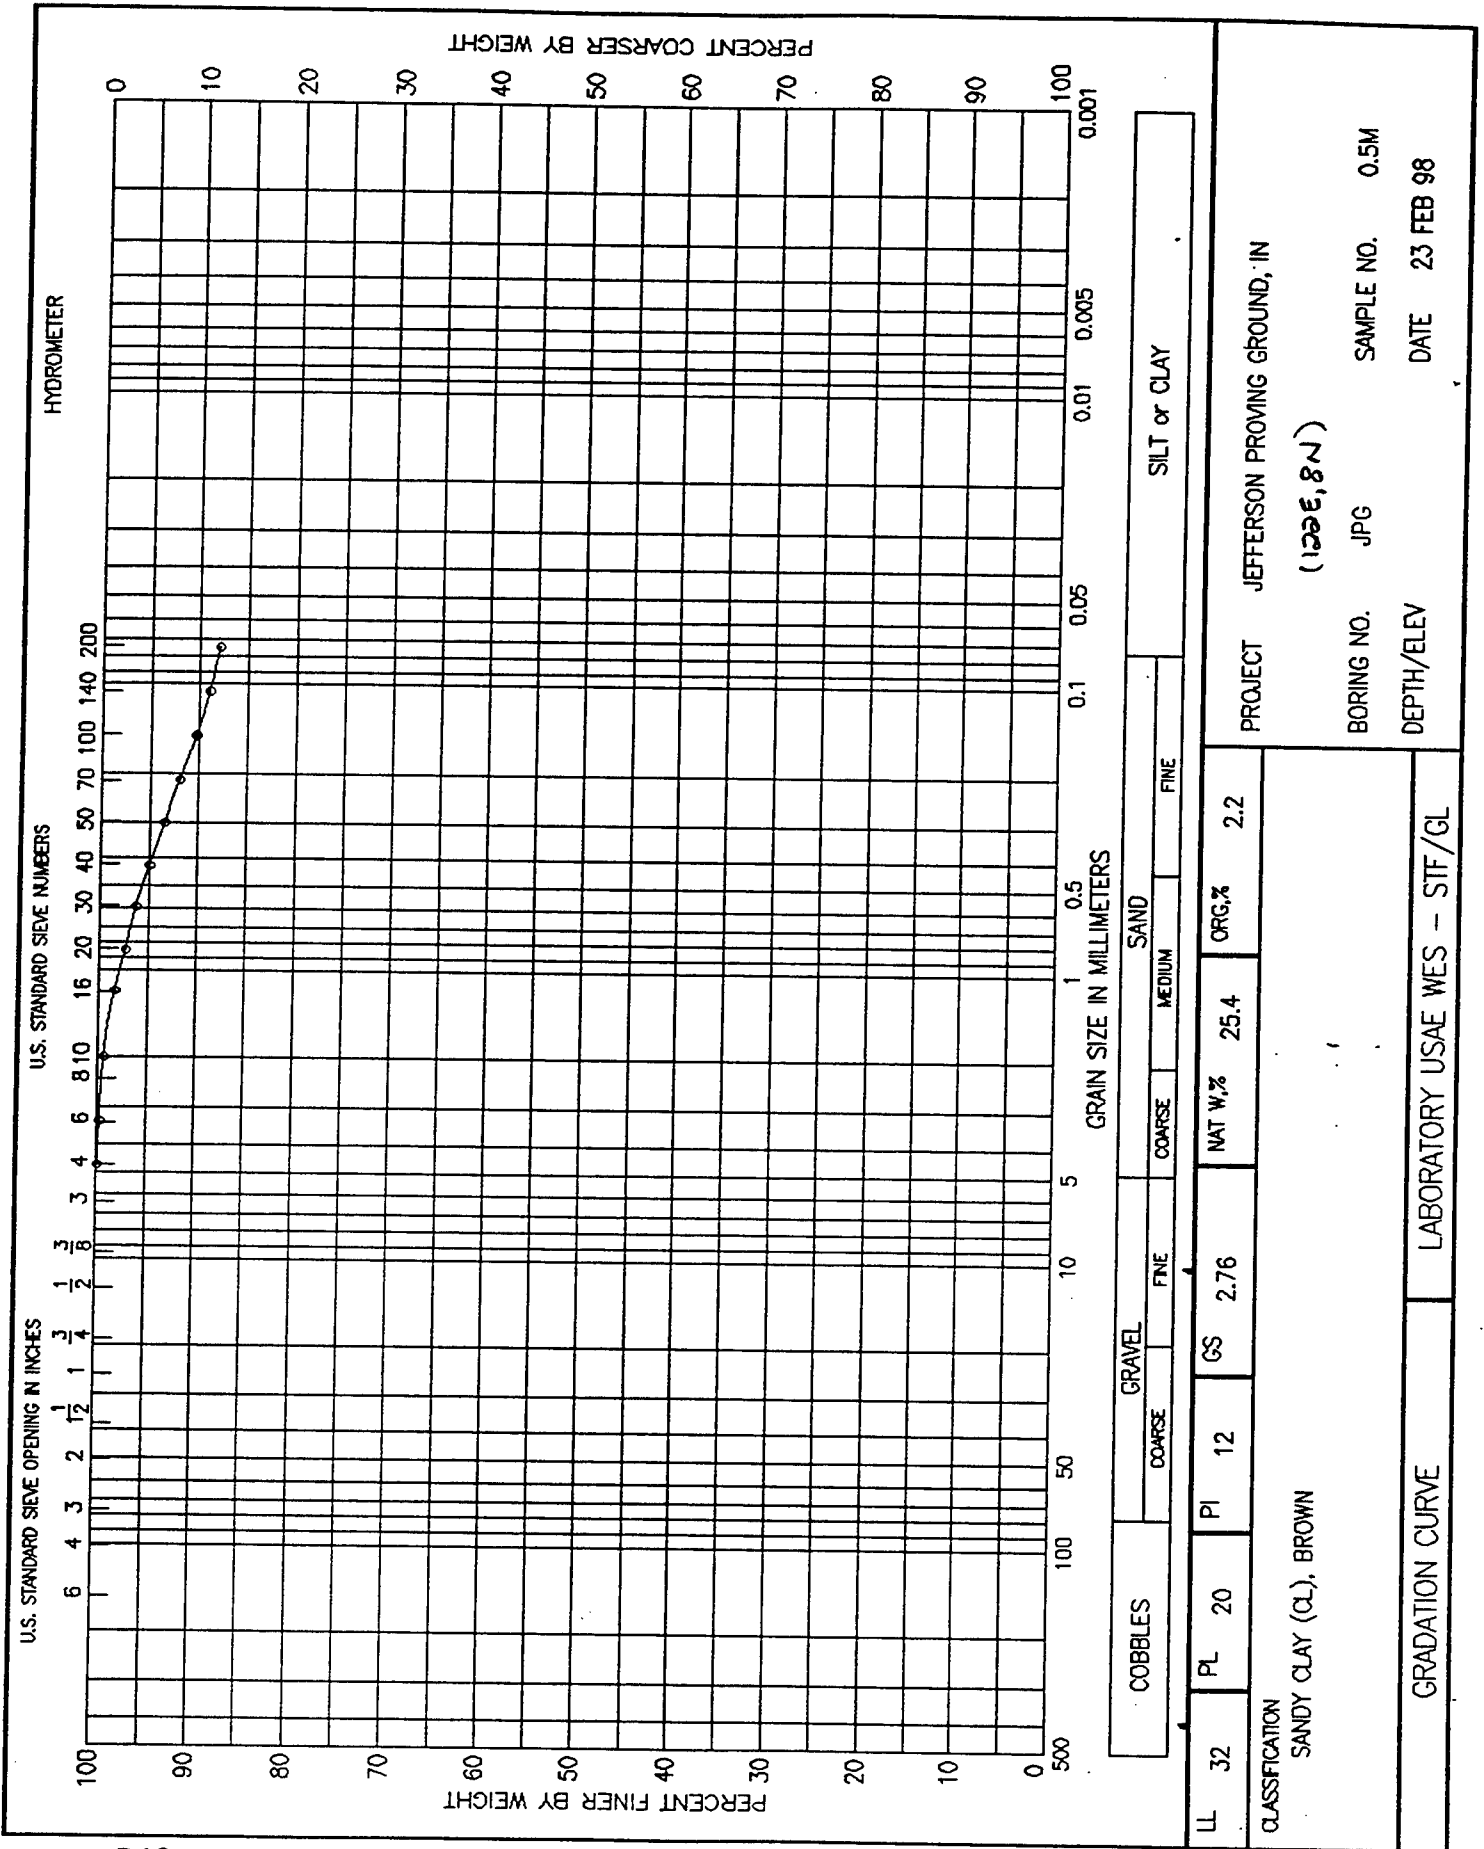 U.S. STANDARD SIEVE OPENING IN INCHES U.S. STANDARD SIEVE NUMBERS HYDROMETER
6 4 3 2 1 1/2 1 3/4 1/2 3/8 3 4 6 8 10 16 20 30 40 50 70 100 140 200
PERCENT FINER BY WEIGHT
100
90
80
70
60
50
40
30
20
10
0
PERCENT COARSER BY WEIGHT
0
10
20
30
40
50
60
70
80
90
100
500 100 50 10 5 1 0.5 0.1 0.05 0.01 0.005 0.001
GRAIN SIZE IN MILLIMETERS
COBBLES GRAVEL SAND SILT or CLAY
COARSE FINE COARSE MEDIUM FINE
LL 32 PL 20 PI 12 GS 2.76 NAT W,% 25.4 ORG,% 2.2
CLASSIFICATION
SANDY CLAY (CL), BROWN
PROJECT JEFFERSON PROVING GROUND, IN
(122E,8N)
BORING NO. JPG SAMPLE NO. 0.5M
DEPTH/ELEV DATE 23 FEB 98
GRADATION CURVE LABORATORY USAE WES - STF/GL